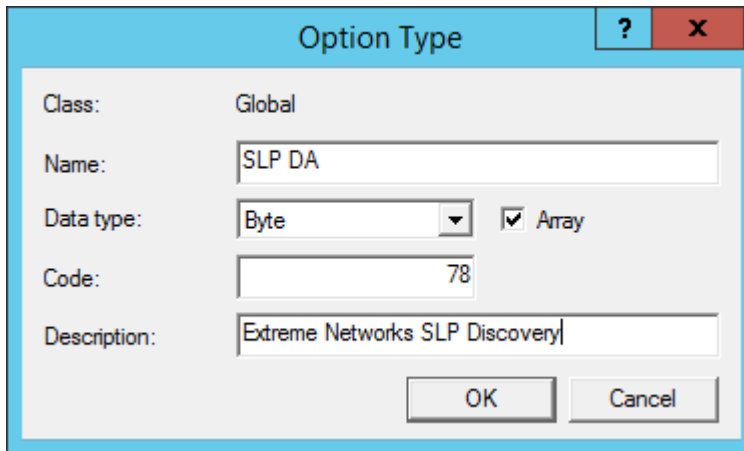 Option Type
?
x
Class: Global
Name: SLP DA
Data type: Byte Array
Code: 78
Description: Extreme Networks SLP Discovery
OK Cancel